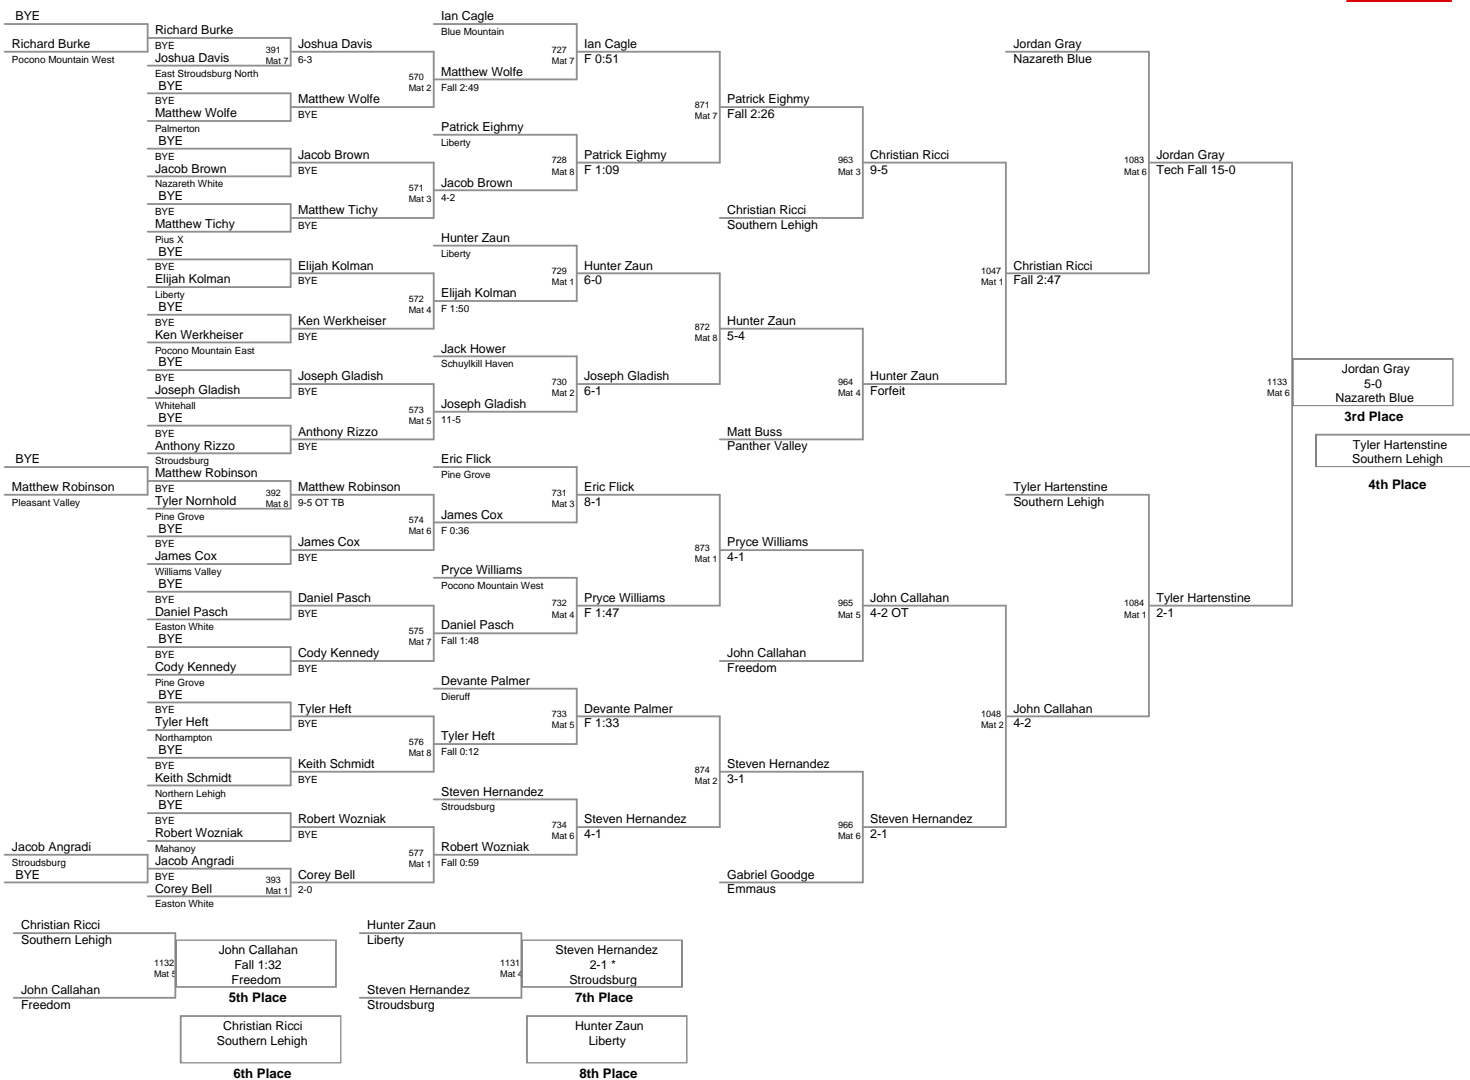 BYE
Richard Burke
Pocono Mountain West
BYE
Matthew Robinson
Pleasant Valley
Jacob Angradi
Stroudsburg
BYE
Richard Burke
BYE
Joshua Davis
391
Mat 7
East Stroudsburg North
BYE
BYE
Matthew Wolfe
Palmerton
BYE
BYE
Jacob Brown
Nazareth White
BYE
BYE
Matthew Tichy
Pius X
BYE
BYE
Elijah Kolman
Liberty
BYE
BYE
Ken Werkheiser
Pocono Mountain East
BYE
BYE
Joseph Gladish
Whitehall
BYE
BYE
Anthony Rizzo
Stroudsburg
Matthew Robinson
BYE
Tyler Nornhold
392
Mat 8
Pine Grove
BYE
BYE
James Cox
Williams Valley
BYE
BYE
Daniel Pasch
Easton White
BYE
BYE
Cody Kennedy
Pine Grove
BYE
BYE
Tyler Heft
Northampton
BYE
BYE
Keith Schmidt
Northern Lehigh
BYE
BYE
Robert Wozniak
Mahanoy
Jacob Angradi
BYE
Corey Bell
393
Mat 1
Easton White
Joshua Davis
6-3
570
Mat 2
Matthew Wolfe
BYE
Jacob Brown
BYE
571
Mat 3
Matthew Tichy
BYE
Elijah Kolman
BYE
572
Mat 4
Ken Werkheiser
BYE
Joseph Gladish
BYE
573
Mat 5
Anthony Rizzo
BYE
Matthew Robinson
9-5 OT TB
574
Mat 6
James Cox
BYE
Daniel Pasch
BYE
575
Mat 7
Cody Kennedy
BYE
Tyler Heft
BYE
576
Mat 8
Keith Schmidt
BYE
Robert Wozniak
BYE
577
Mat 1
Corey Bell
2-0
Ian Cagle
Blue Mountain
727
Mat 7
Matthew Wolfe
Fall 2:49
Patrick Eighmy
Liberty
728
Mat 8
Jacob Brown
4-2
Hunter Zaun
Liberty
729
Mat 1
Elijah Kolman
F 1:50
Jack Hower
Schuylkill Haven
730
Mat 2
Joseph Gladish
11-5
Eric Flick
Pine Grove
731
Mat 3
James Cox
F 0:36
Pryce Williams
Pocono Mountain West
732
Mat 4
Daniel Pasch
Fall 1:48
Devante Palmer
Dieruff
733
Mat 5
Tyler Heft
Fall 0:12
Steven Hernandez
Stroudsburg
734
Mat 6
Robert Wozniak
Fall 0:59
Ian Cagle
F 0:51
871
Mat 7
Patrick Eighmy
F 1:09
Hunter Zaun
6-0
872
Mat 8
Joseph Gladish
6-1
Eric Flick
8-1
873
Mat 1
Pryce Williams
F 1:47
Devante Palmer
F 1:33
874
Mat 2
Steven Hernandez
4-1
Patrick Eighmy
Fall 2:26
963
Mat 3
Christian Ricci
Southern Lehigh
Hunter Zaun
5-4
964
Mat 4
Matt Buss
Panther Valley
Pryce Williams
4-1
965
Mat 5
John Callahan
Freedom
Steven Hernandez
3-1
966
Mat 6
Gabriel Goodge
Emmaus
Christian Ricci
9-5
1047
Mat 1
Hunter Zaun
Forfeit
John Callahan
4-2 OT
1048
Mat 2
Steven Hernandez
2-1
Jordan Gray
Nazareth Blue
1083
Mat 6
Christian Ricci
Fall 2:47
Tyler Hartenstine
Southern Lehigh
1084
Mat 1
John Callahan
4-2
Jordan Gray
Tech Fall 15-0
1133
Mat 6
Tyler Hartenstine
2-1
Jordan Gray
5-0
Nazareth Blue
3rd Place
Tyler Hartenstine
Southern Lehigh
4th Place
Christian Ricci
Southern Lehigh
1132
Mat 5
John Callahan
Freedom
John Callahan
Fall 1:32
Freedom
5th Place
Christian Ricci
Southern Lehigh
6th Place
Hunter Zaun
Liberty
1131
Mat 4
Steven Hernandez
Stroudsburg
Steven Hernandez
2-1 *
Stroudsburg
7th Place
Hunter Zaun
Liberty
8th Place